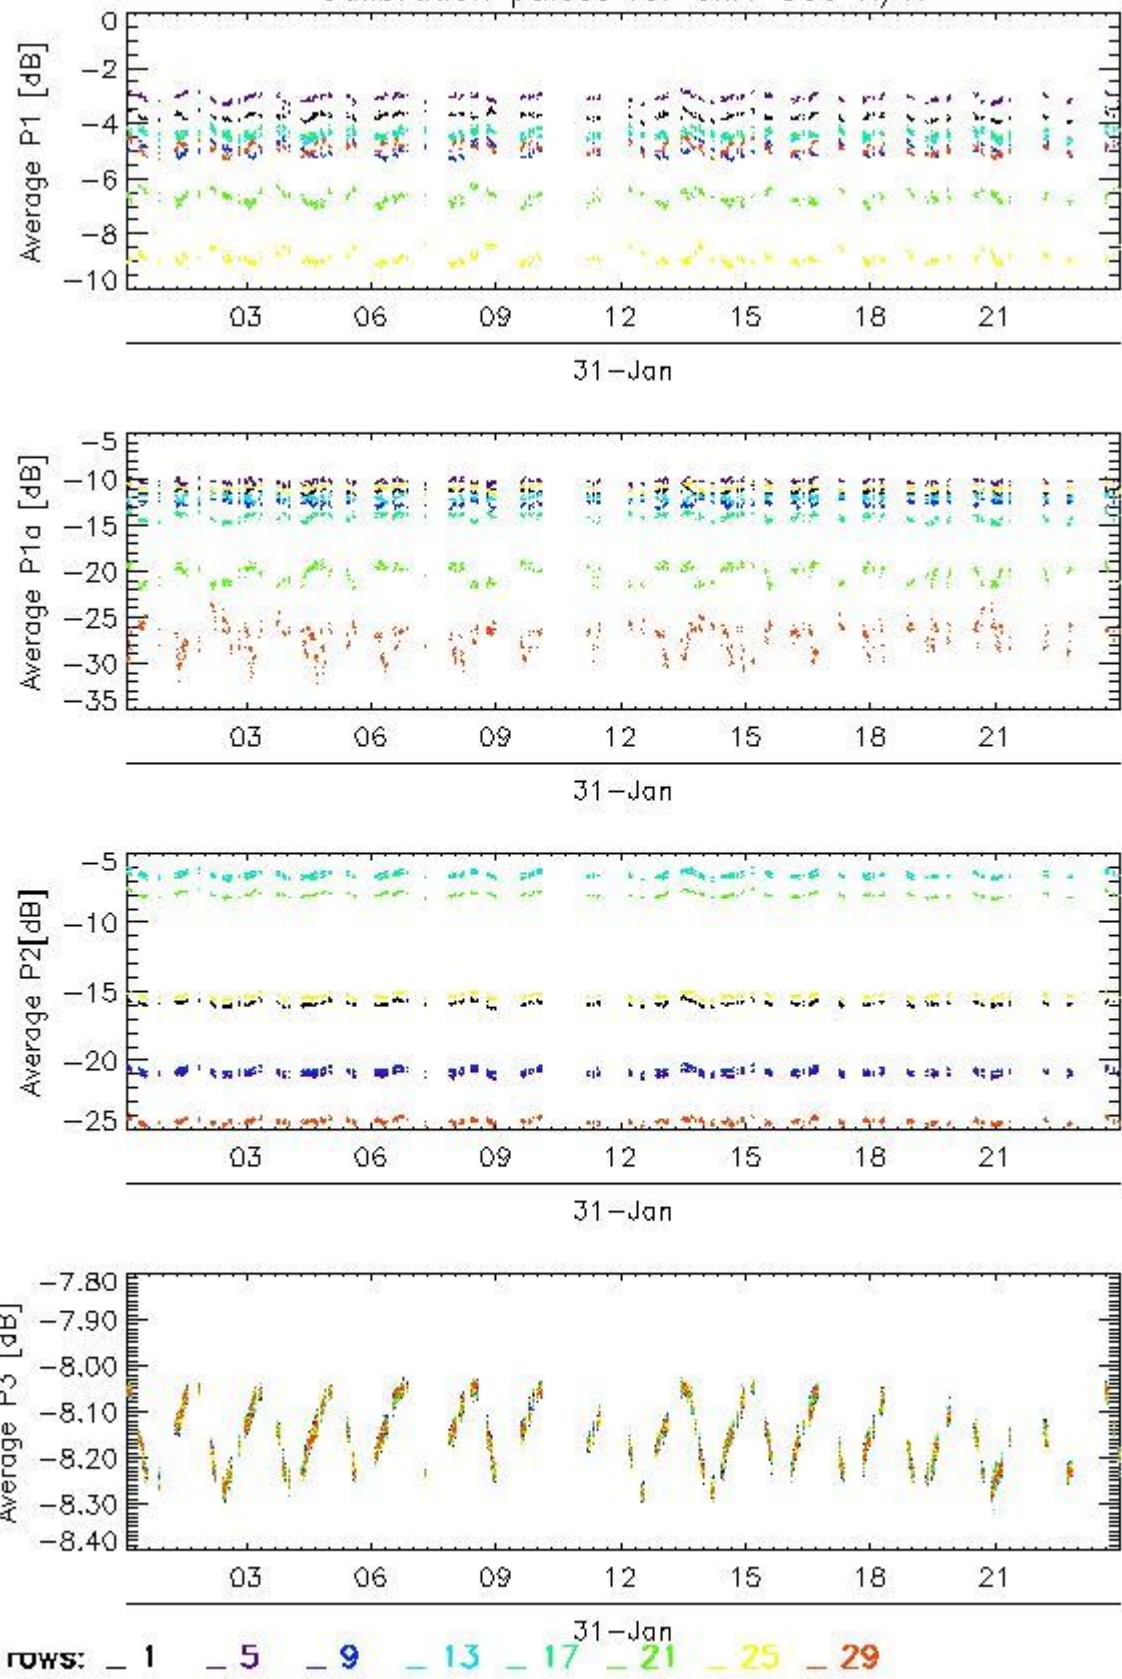 0
−2
−4
−6
−8
−10
Average P1 [dB]
03 06 09 12 15 18 21
31−Jan
−5
−10
−15
−20
−25
−30
−35
Average P1a [dB]
03 06 09 12 15 18 21
31−Jan
−5
−10
−15
−20
−25
Average P2[dB]
03 06 09 12 15 18 21
31−Jan
−7.80
−7.90
−8.00
−8.10
−8.20
−8.30
−8.40
Average P3 [dB]
03 06 09 12 15 18 21
31−Jan
rows: _ 1 _ 5 _ 9 _ 13 _ 17 _ 21 _ 25 _ 29